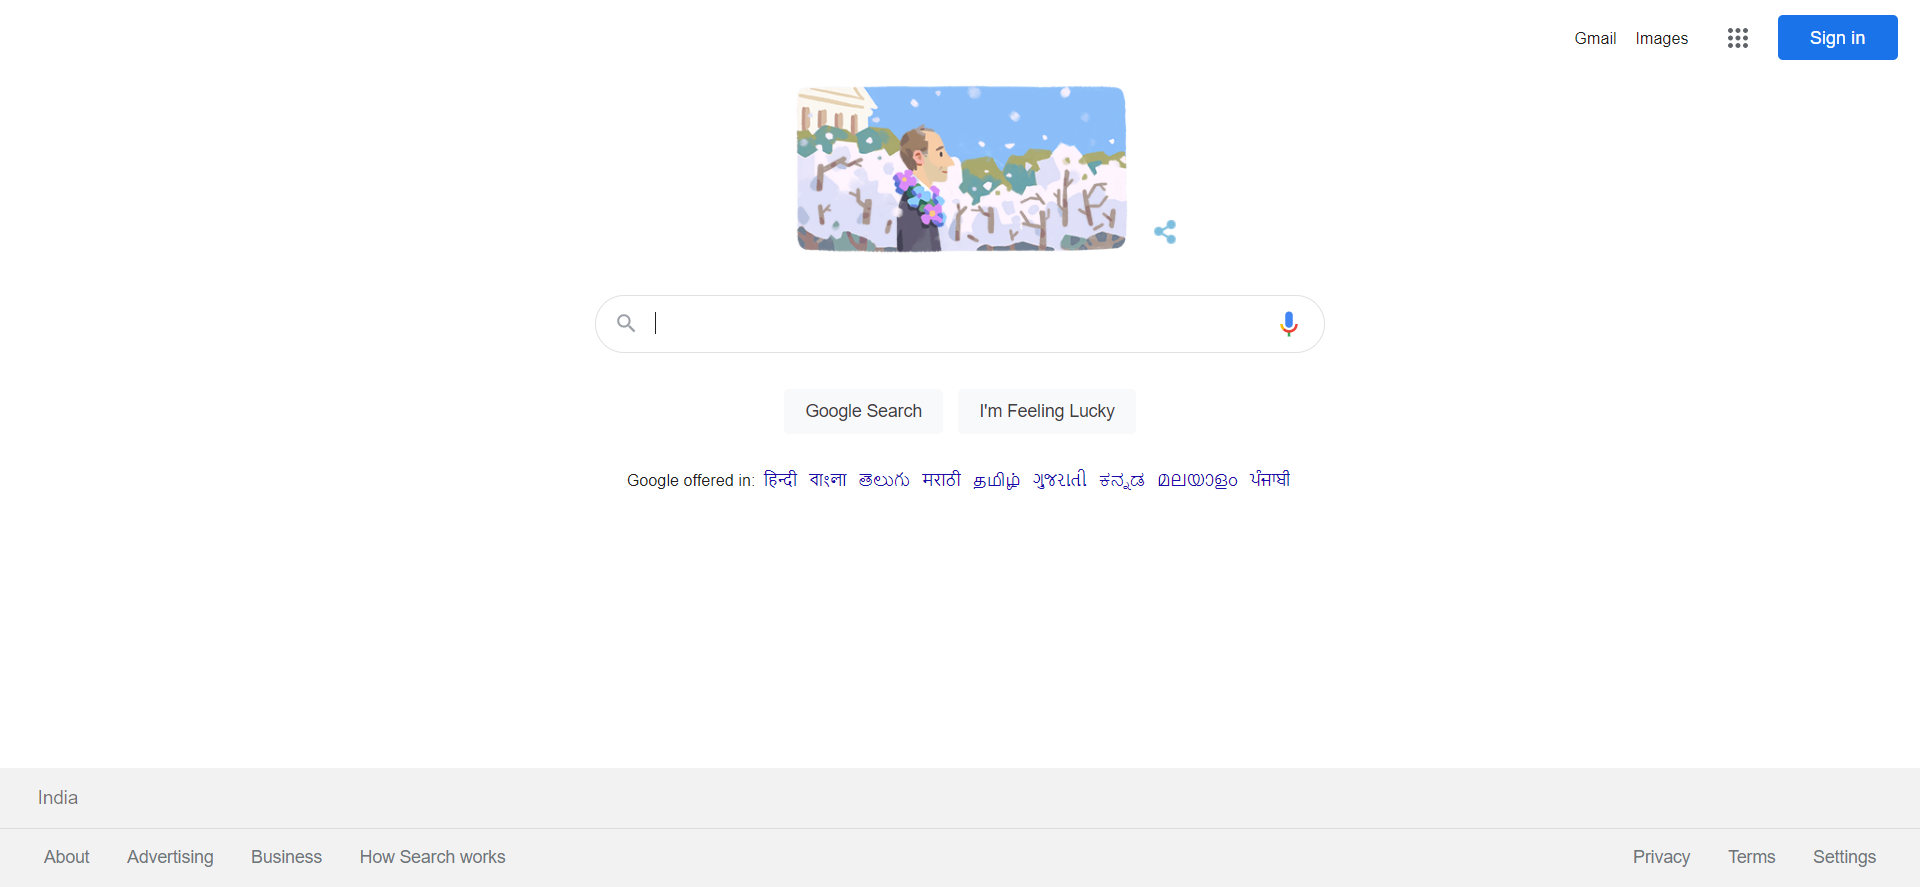 Gmail Images Sign in
Google Search I'm Feeling Lucky
Google offered in: हिन्दी বাংলা తెలుగు मराठी தமிழ் ગુજરાતી ಕನ್ನಡ മലയാളം ਪੰਜਾਬੀ
India
About Advertising Business How Search works Privacy Terms Settings